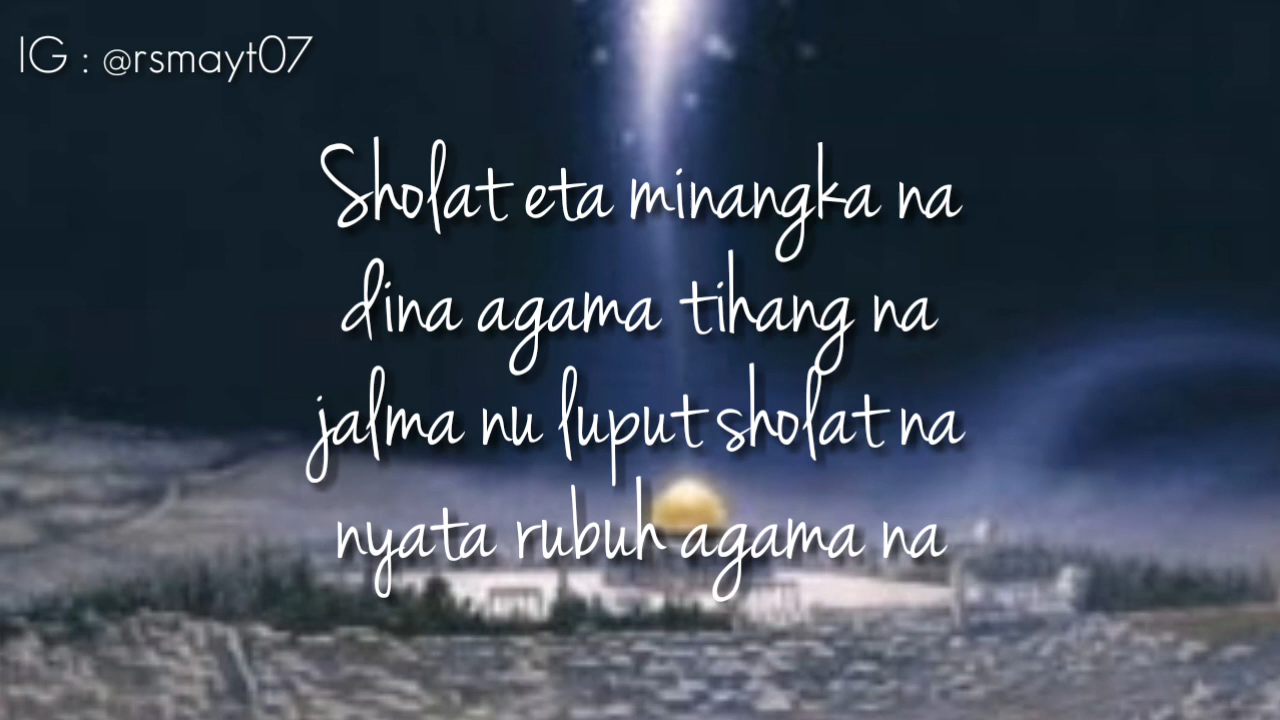 IG : @rsmayt07
Sholat eta minangka na
dina agama tihang na
jalma nu luput sholat na
nyata rubuh agama na